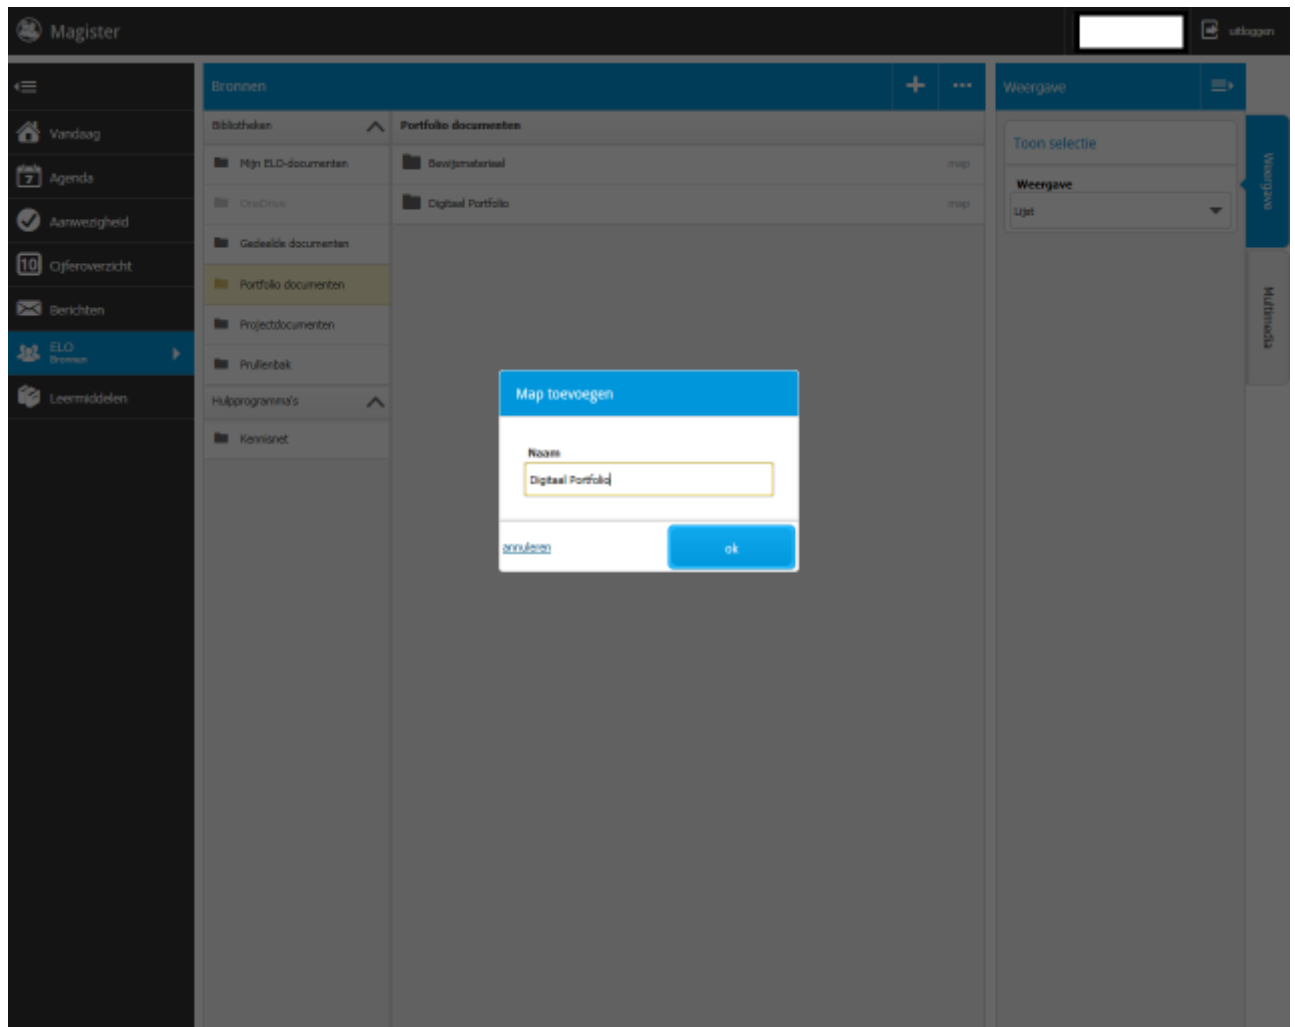 Magister
uitloggen
Bronnen
Weergave
Vandaag
Agenda
7
Aanwezigheid
10
Cijferoverzicht
Berichten
ELO
Bronnen
Leermiddelen
Bibliotheken
Mijn ELO-documenten
OneDrive
Gedeelde documenten
Portfolio documenten
Projectdocumenten
Prullenbak
Hulpprogramma's
Kennisnet
Portfolio documenten
Bewijsmateriaal map
Digitaal Portfolio map
Toon selectie
Weergave
Lijst
Weergave
Multimedia
Map toevoegen
Naam
Digitaal Portfolio
annuleren
ok